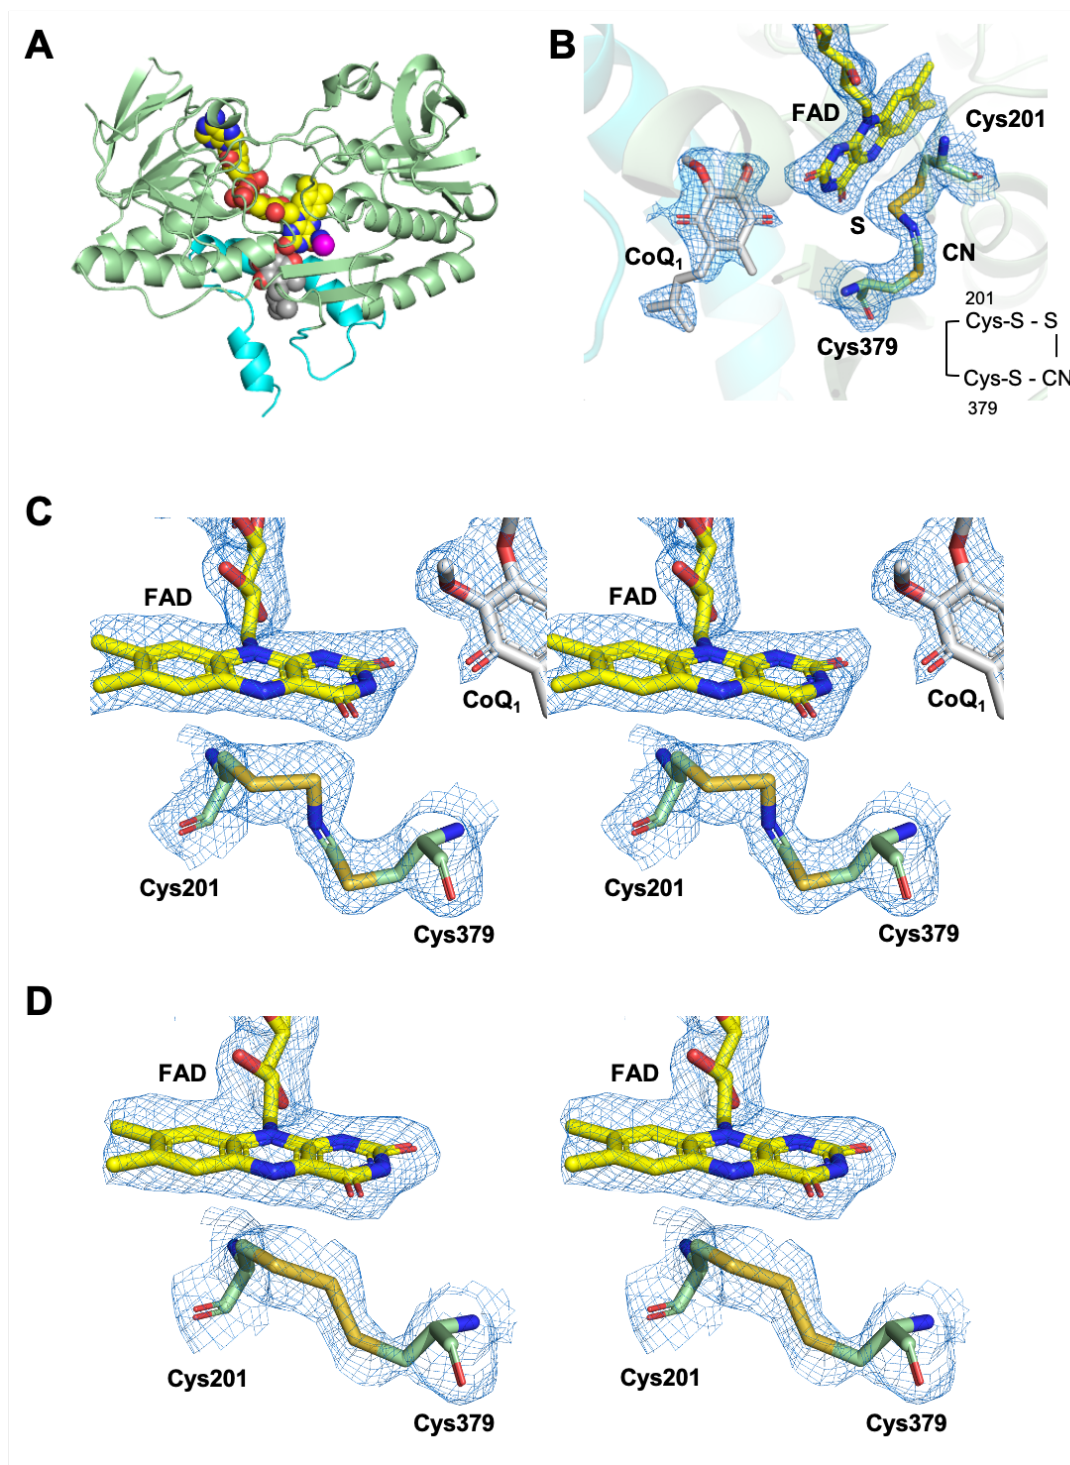 A
B
FAD
Cys201
S
CN
CoQ₁
Cys379
201
Cys-S - S
Cys-S - CN
379
C
FAD
CoQ₁
Cys201
Cys379
FAD
CoQ₁
Cys201
Cys379
D
FAD
Cys201
Cys379
FAD
Cys201
Cys379